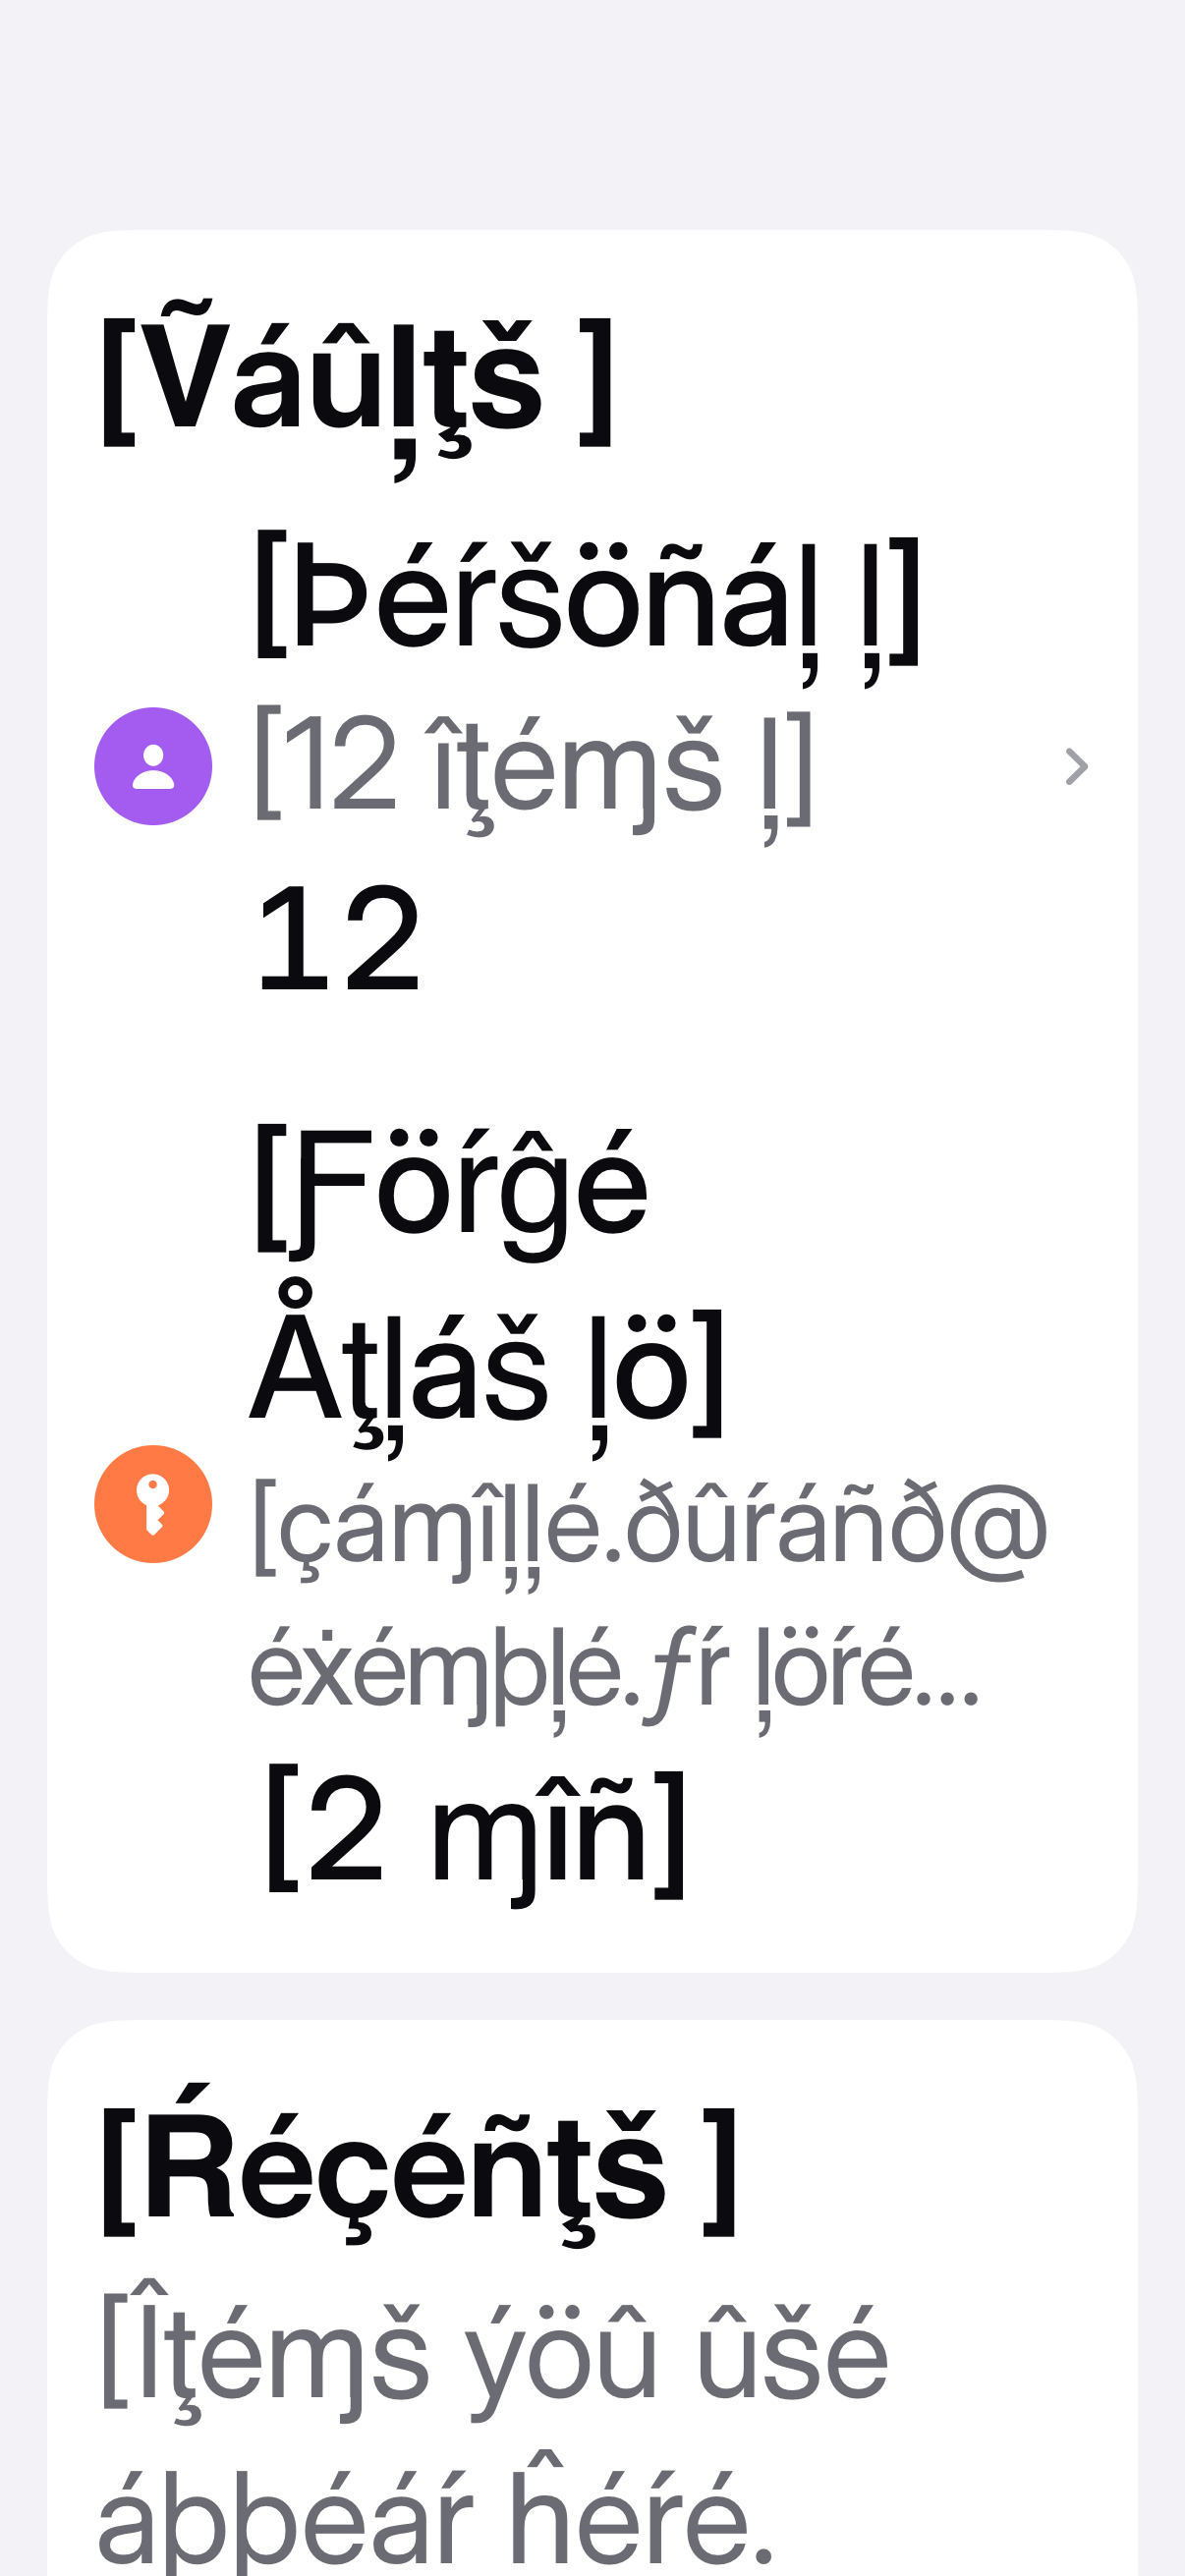 [Ṽáûļţš ]
[Þéŕšöñáļ ļ]
[12 îţéɱš ļ]
12
[Ƒöŕĝé
Åţļáš ļö]
[çáɱîļļé.ðûŕáñð@
éẋéɱþļé.ƒŕ ļöŕé…
[2 ɱîñ]
[Ŕéçéñţš ]
[Îţéɱš ýöû ûšé
áþþéáŕ ĥéŕé.